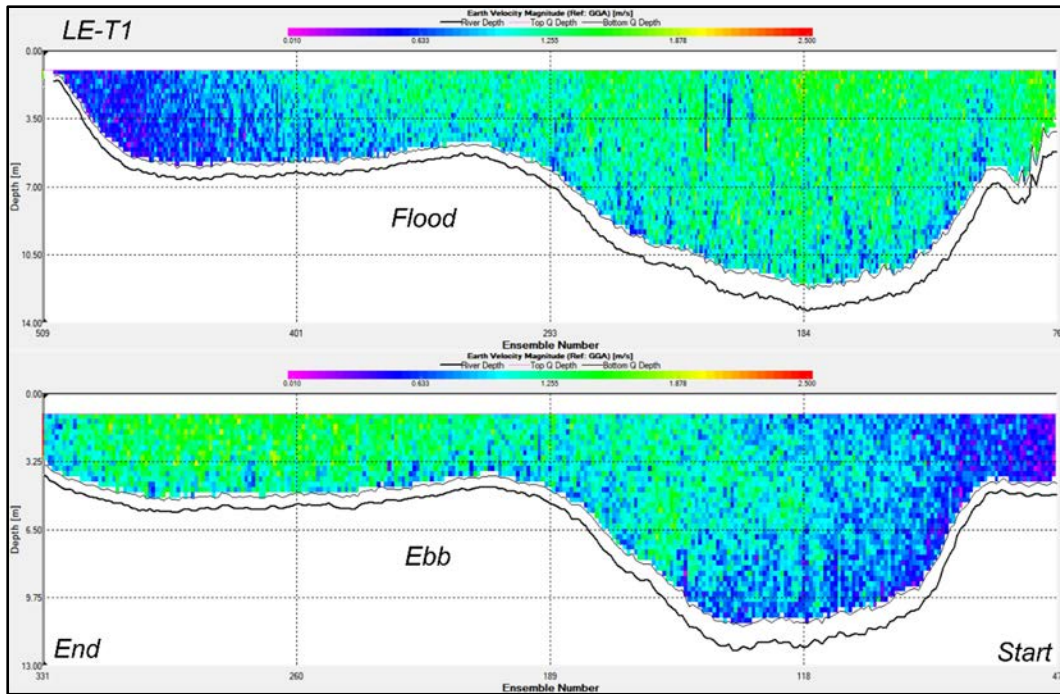 LE-T1
Earth Velocity Magnitude (Ref: GGA) [m/s]
River Depth Top Q Depth Bottom Q Depth
0.010 0.633 1.255 1.878 2.500
0.00
3.50
7.00
10.50
14.00
Depth [m]
Flood
509 401 293 184 76
Ensemble Number
Earth Velocity Magnitude (Ref: GGA) [m/s]
River Depth Top Q Depth Bottom Q Depth
0.010 0.633 1.255 1.878 2.500
0.00
3.25
6.50
9.75
13.00
Depth [m]
Ebb
End Start
331 260 189 118
Ensemble Number